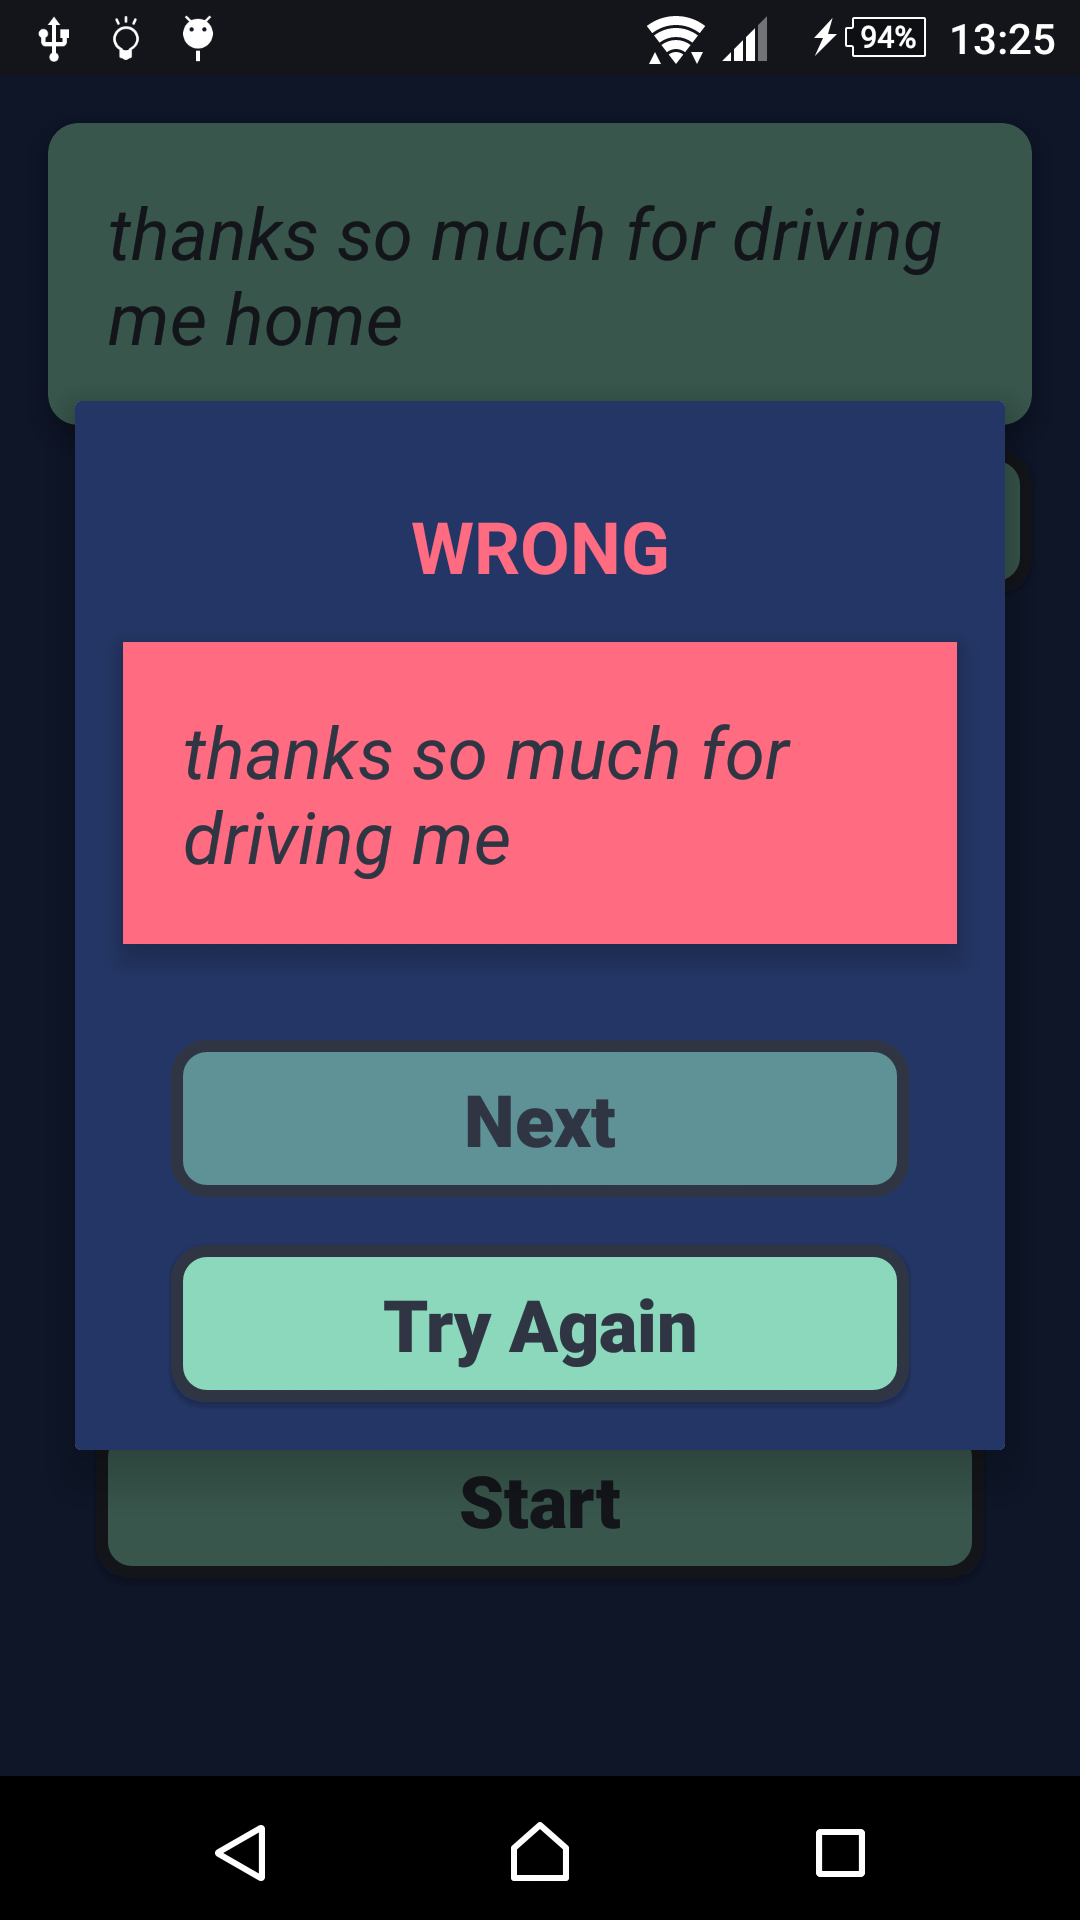 94% 13:25
thanks so much for driving
me home
WRONG
thanks so much for
driving me
Next
Try Again
Start